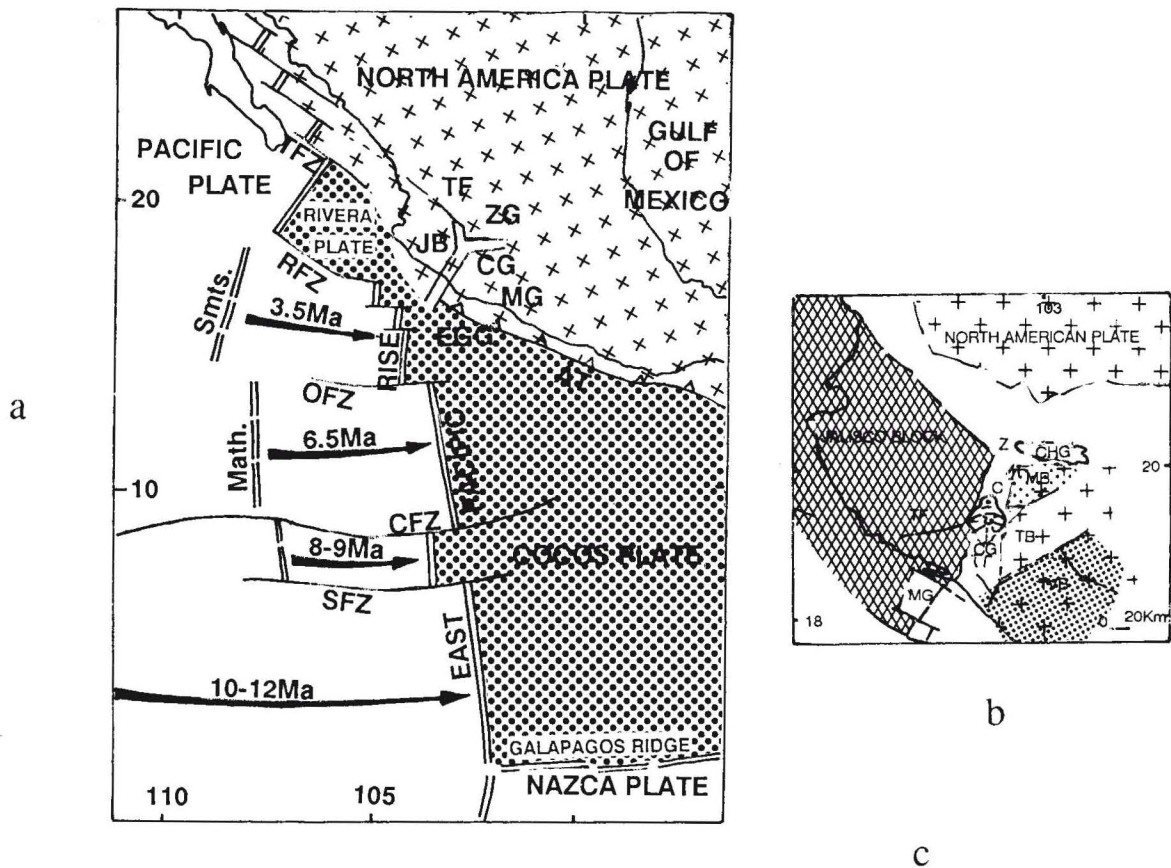 NORTH AMERICA PLATE
GULF
OF
MEXICO
PACIFIC
PLATE
TFZ
20
RIVERA
PLATE
TF
ZG
JB
CG
MG
EGG
RFZ
Smts.
3.5Ma
RISE
a
OFZ
6.5Ma
Math.
PACIFIC
10
CFZ
8-9Ma
COCOS PLATE
SFZ
EAST
10-12Ma
GALAPAGOS RIDGE
NAZCA PLATE
110
105
103
NORTH AMERICAN PLATE
JALISCO BLOCK
Z
CHG
20
MB
C
TF
CG
TB
MG
18
0 20Km
b
c